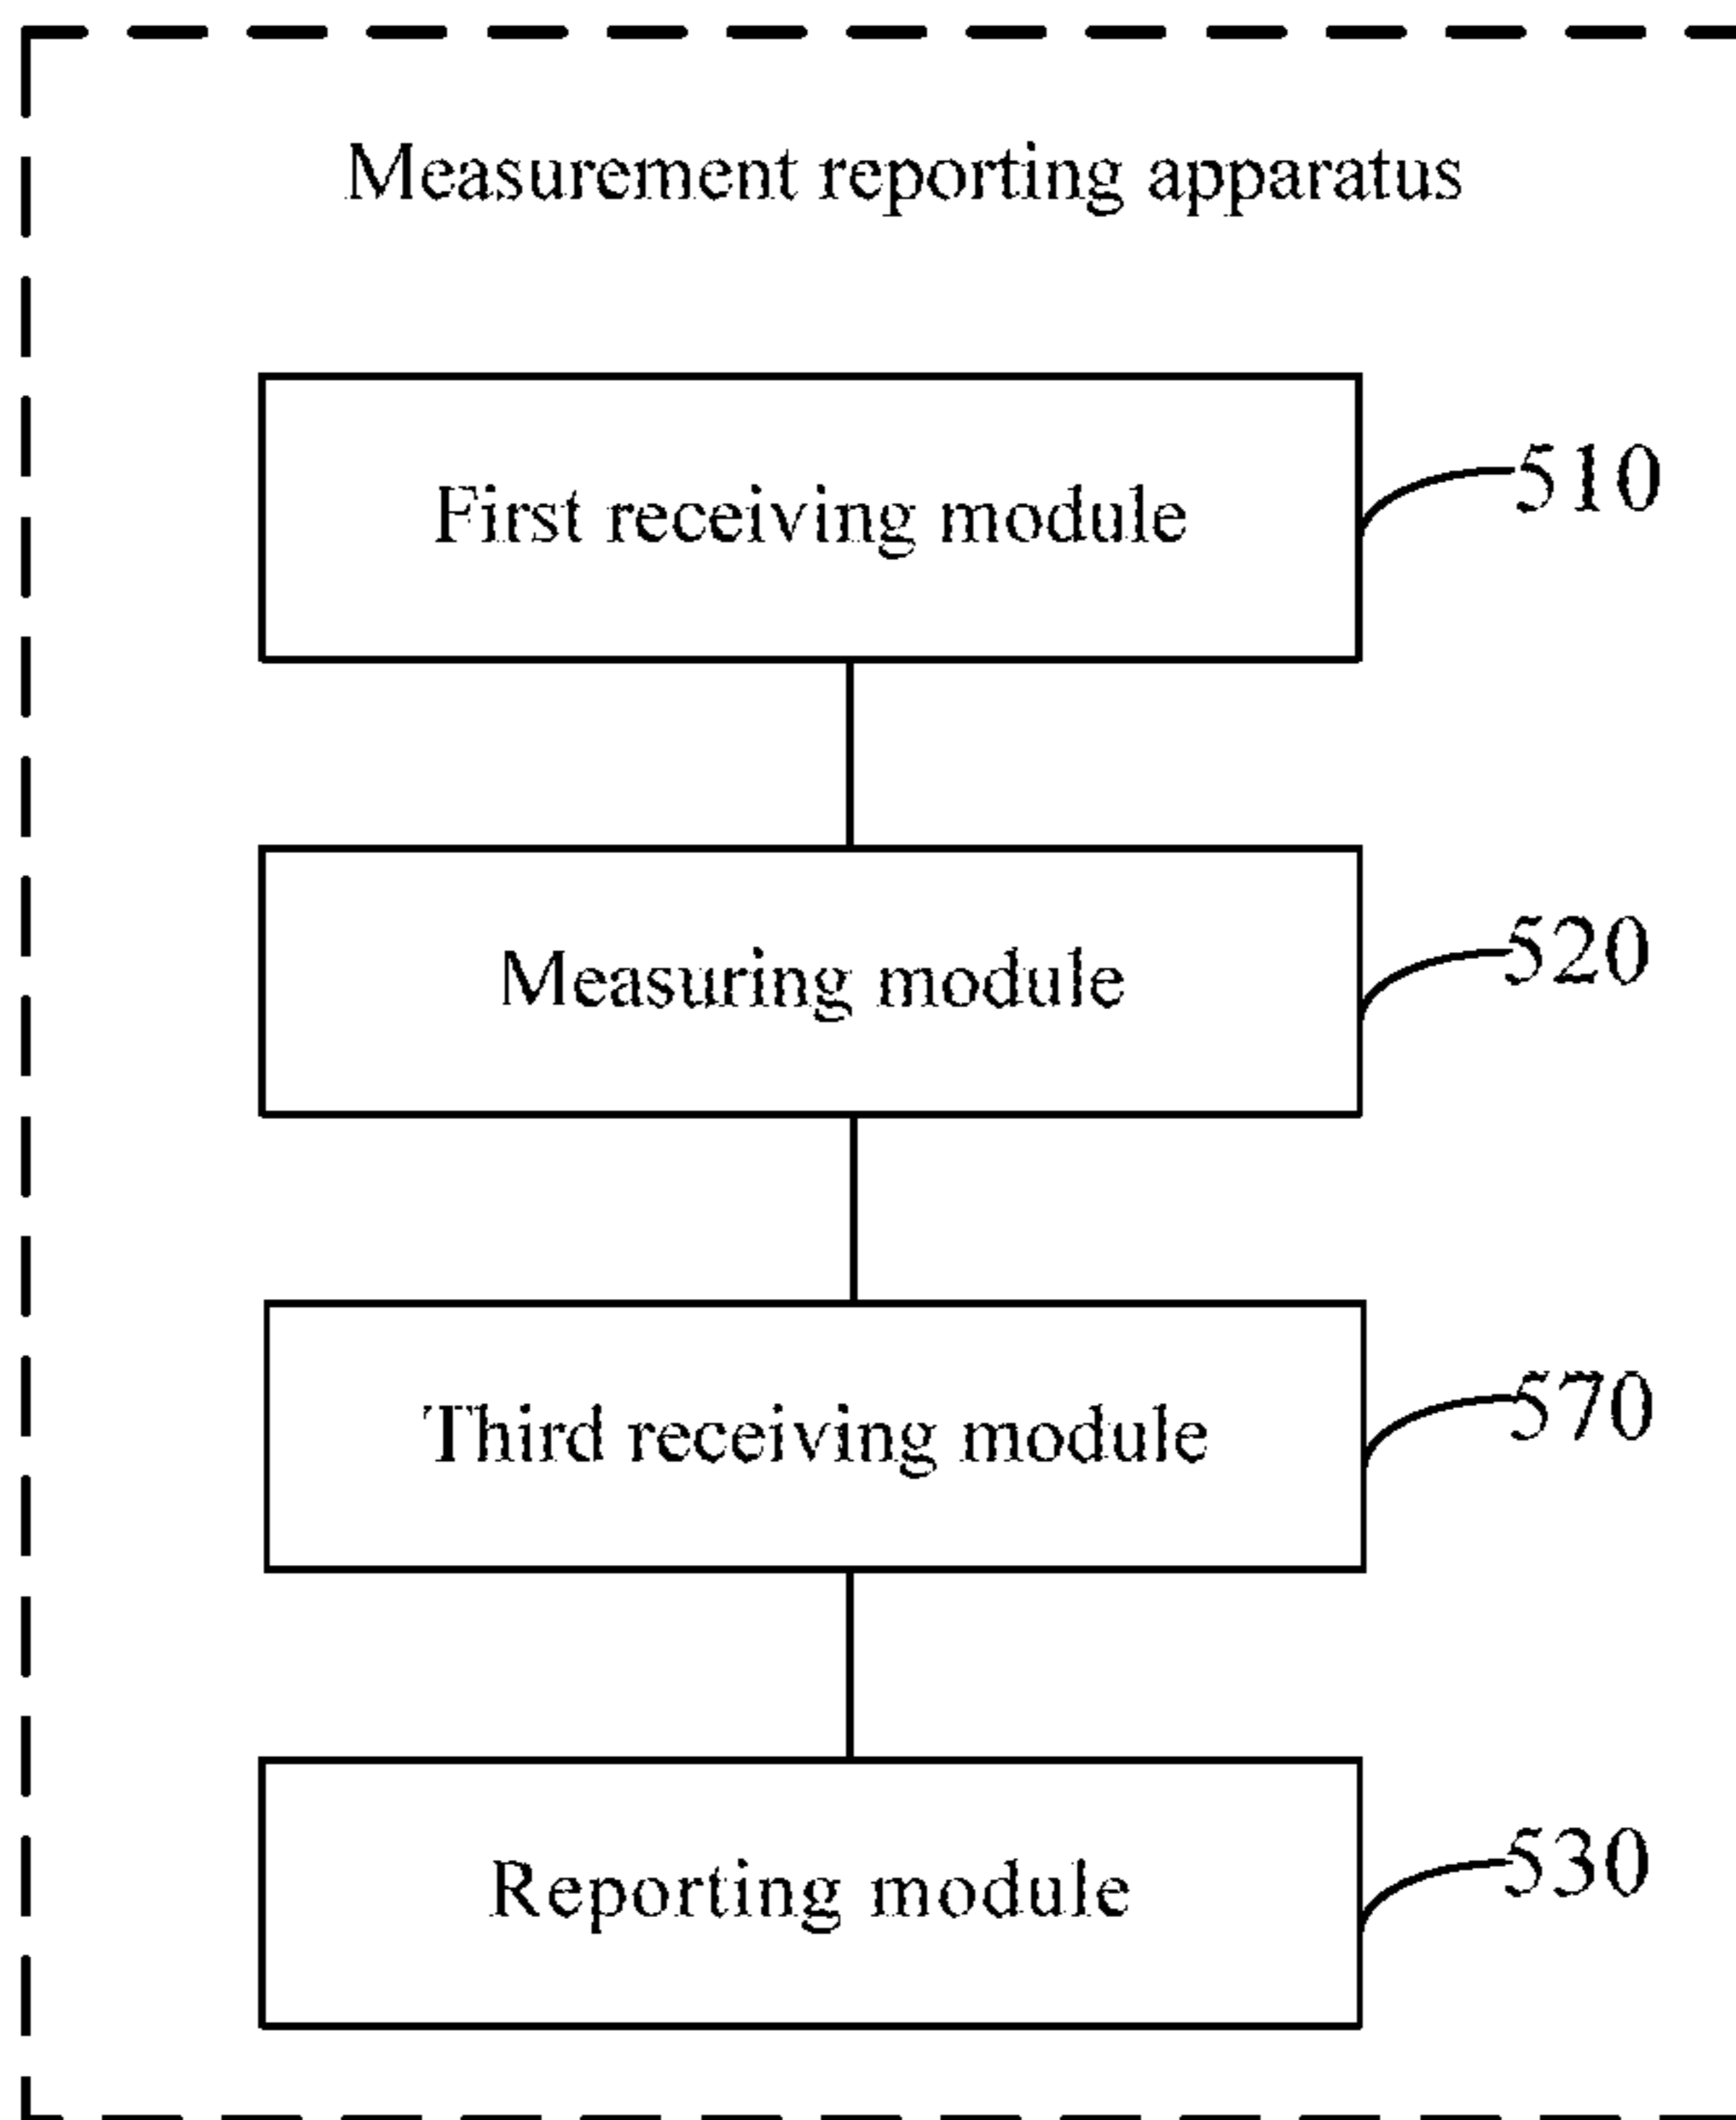 Measurement reporting apparatus
First receiving module
510
Measuring module
520
Third receiving module
570
Reporting module
530